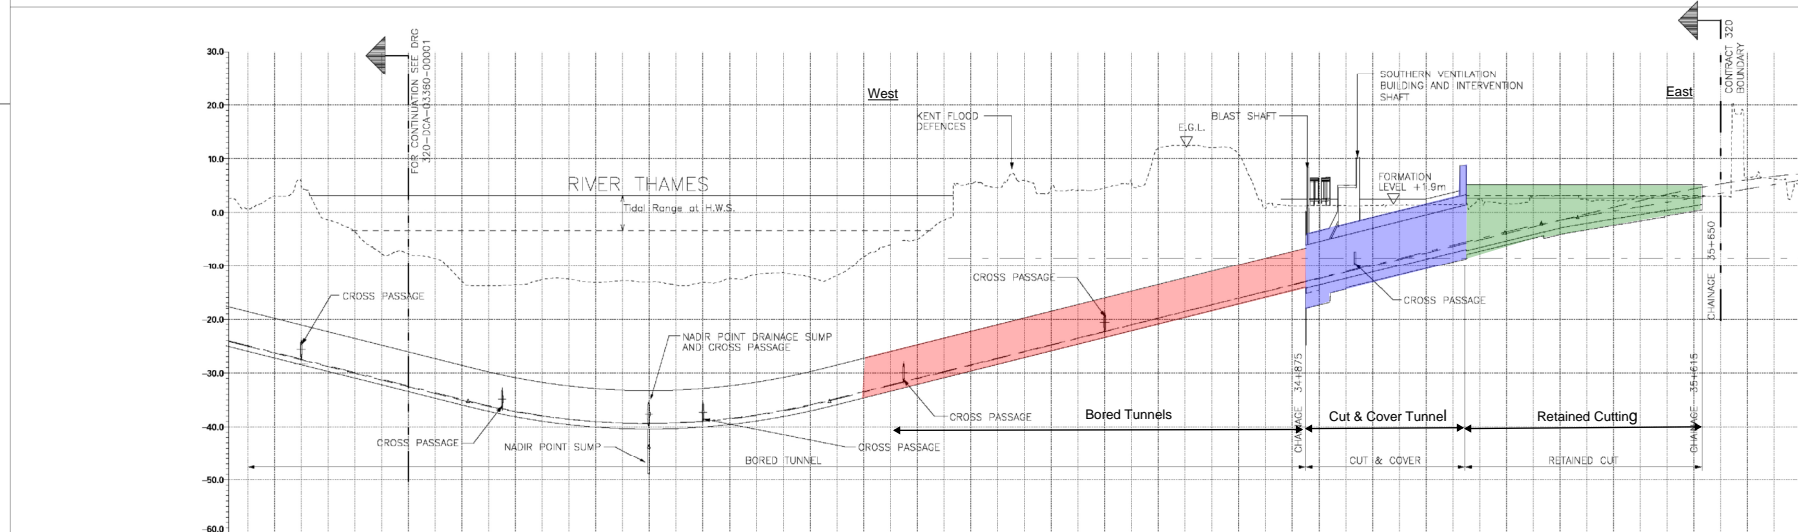 FOR CONTINUATION SEE DRG
320-DCA-03360-00001
CONTRACT 320
BOUNDARY
30.0
20.0
10.0
0.0
-10.0
-20.0
-30.0
-40.0
-50.0
-60.0
West
East
SOUTHERN VENTILATION
BUILDING AND INTERVENTION
SHAFT
KENT FLOOD
DEFENCES
BLAST SHAFT
E.G.L.
RIVER THAMES
Tidal Range at H.W.S.
FORMATION
LEVEL +1.9m
CROSS PASSAGE
CROSS PASSAGE
CROSS PASSAGE
NADIR POINT DRAINAGE SUMP
AND CROSS PASSAGE
CHAINAGE 35+650
CHAINAGE 34+875
CHAINAGE 35+615
CROSS PASSAGE
Bored Tunnels
Cut & Cover Tunnel
Retained Cutting
CROSS PASSAGE
NADIR POINT SUMP
CROSS PASSAGE
BORED TUNNEL
CUT & COVER
RETAINED CUT